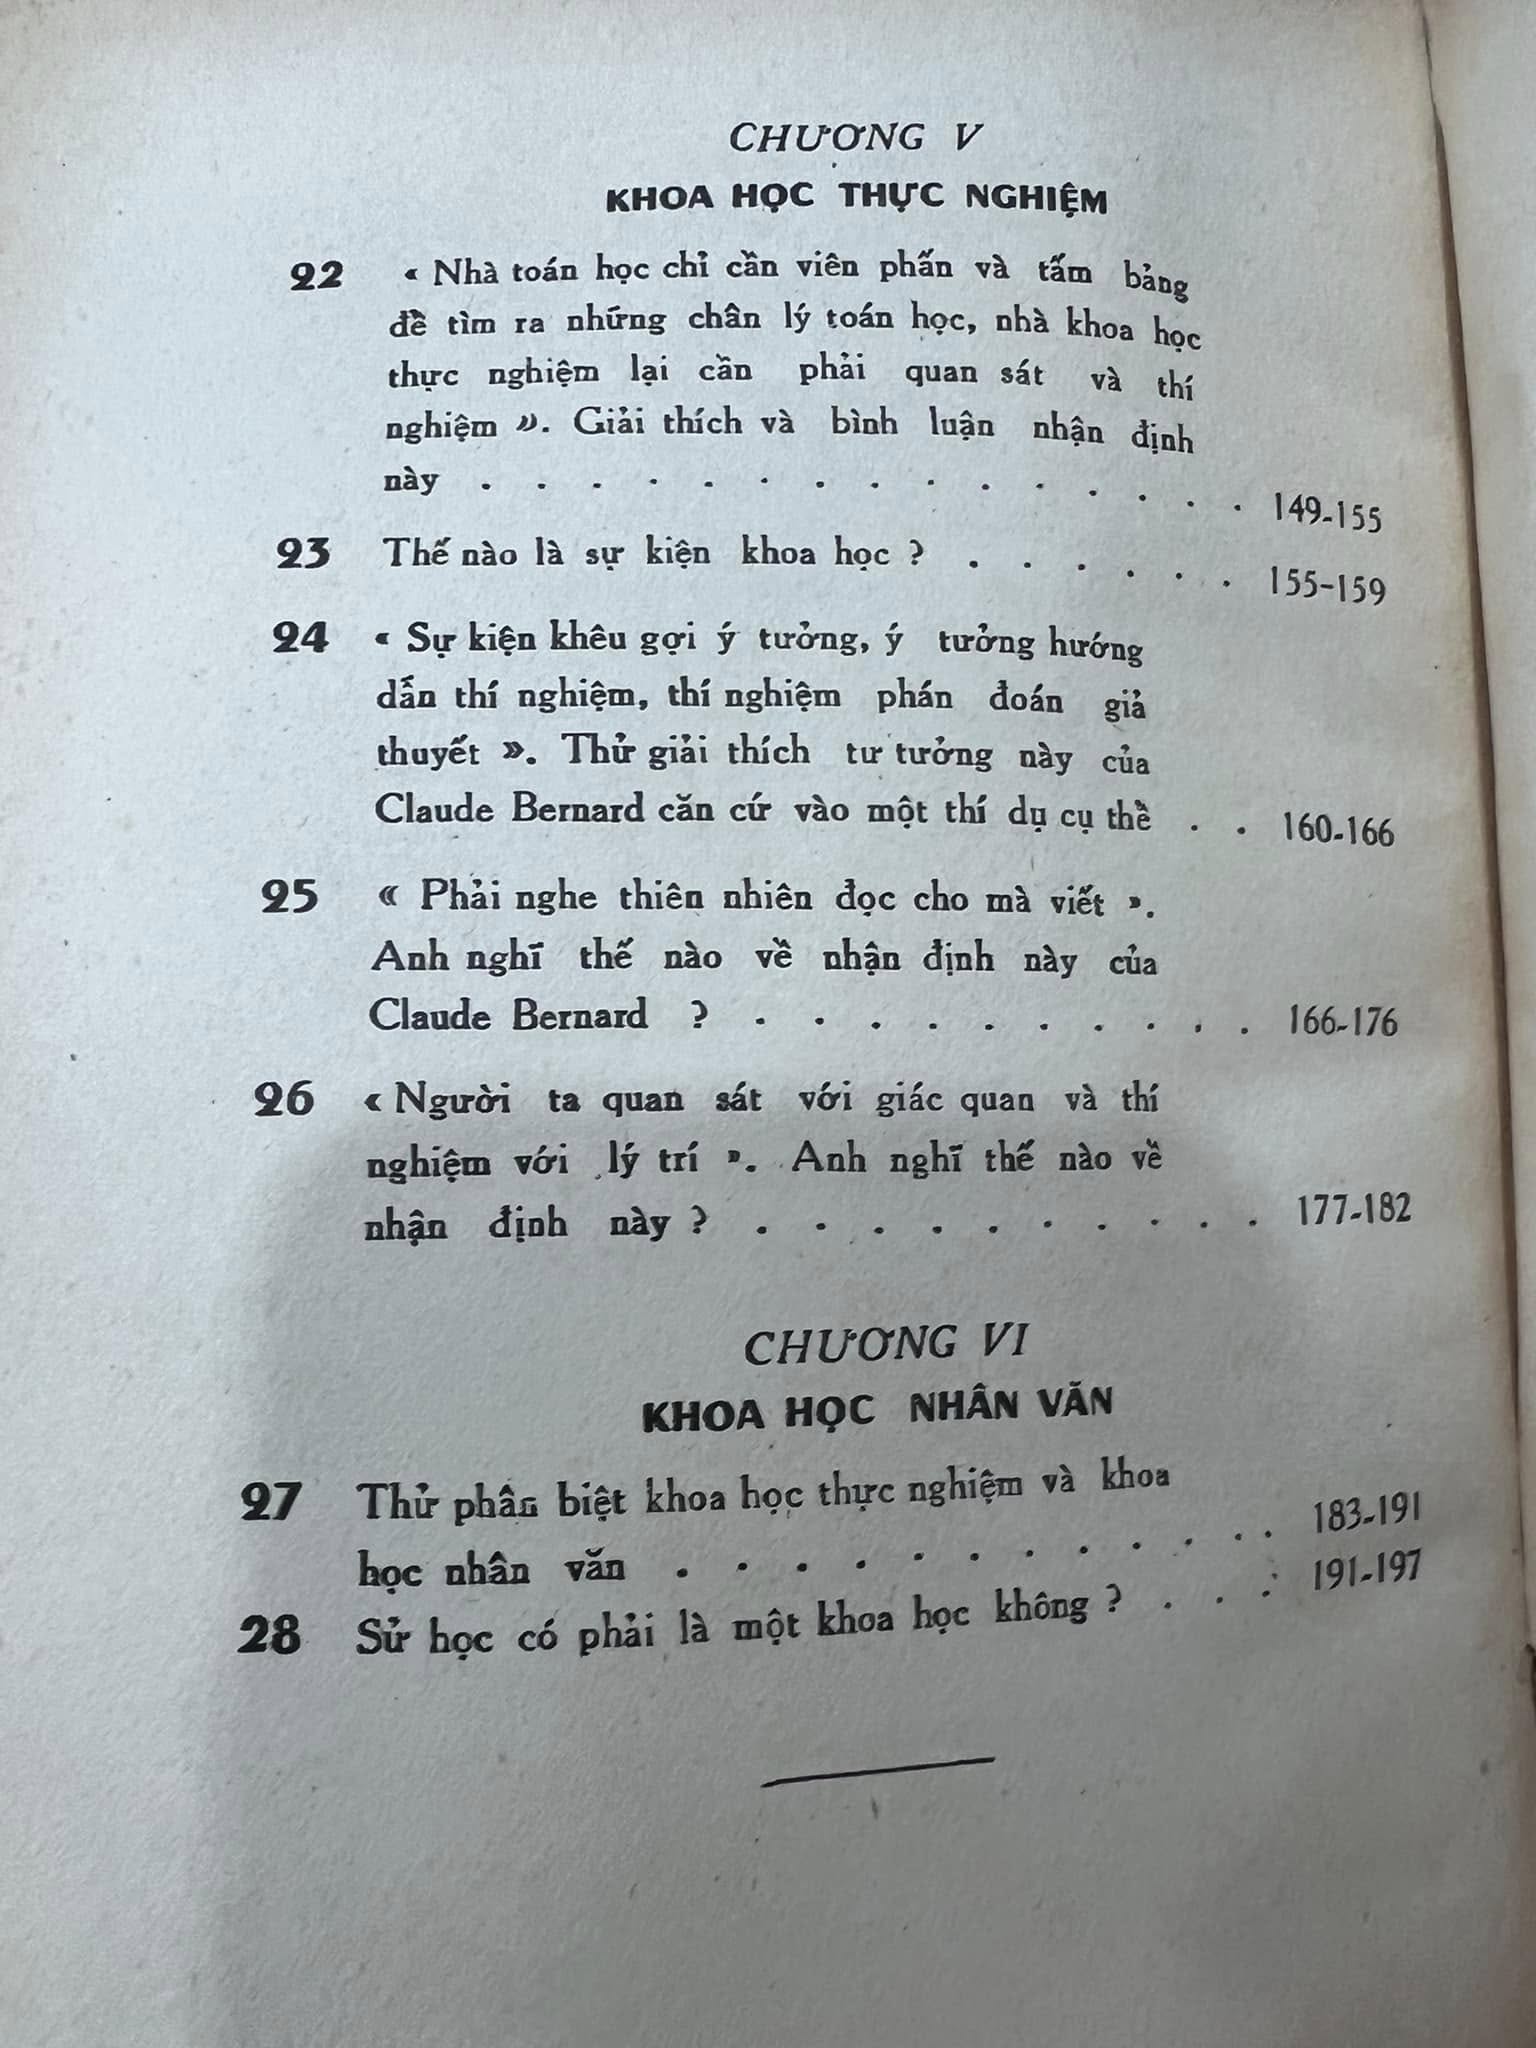 CHƯƠNG V
KHOA HỌC THỰC NGHIỆM
22 « Nhà toán học chỉ cần viên phấn và tấm bảng
để tìm ra những chân lý toán học, nhà khoa học
thực nghiệm lại cần phải quan sát và thí
nghiệm ». Giải thích và bình luận nhận định
này . . . . . . . . . . . . . . . 149-155
23 Thế nào là sự kiện khoa học ? . . . . . . 155-159
24 « Sự kiện khêu gợi ý tưởng, ý tưởng hướng
dẫn thí nghiệm, thí nghiệm phán đoán giả
thuyết ». Thử giải thích tư tưởng này của
Claude Bernard căn cứ vào một thí dụ cụ thể . . 160-166
25 « Phải nghe thiên nhiên đọc cho mà viết ».
Anh nghĩ thế nào về nhận định này của
Claude Bernard ? . . . . . . . . . . 166-176
26 « Người ta quan sát với giác quan và thí
nghiệm với lý trí ». Anh nghĩ thế nào về
nhận định này ? . . . . . . . . . . 177-182
CHƯƠNG VI
KHOA HỌC NHÂN VĂN
27 Thử phân biệt khoa học thực nghiệm và khoa
học nhân văn . . . . . . . . . . . 183-191
28 Sử học có phải là một khoa học không ? . . . 191-197